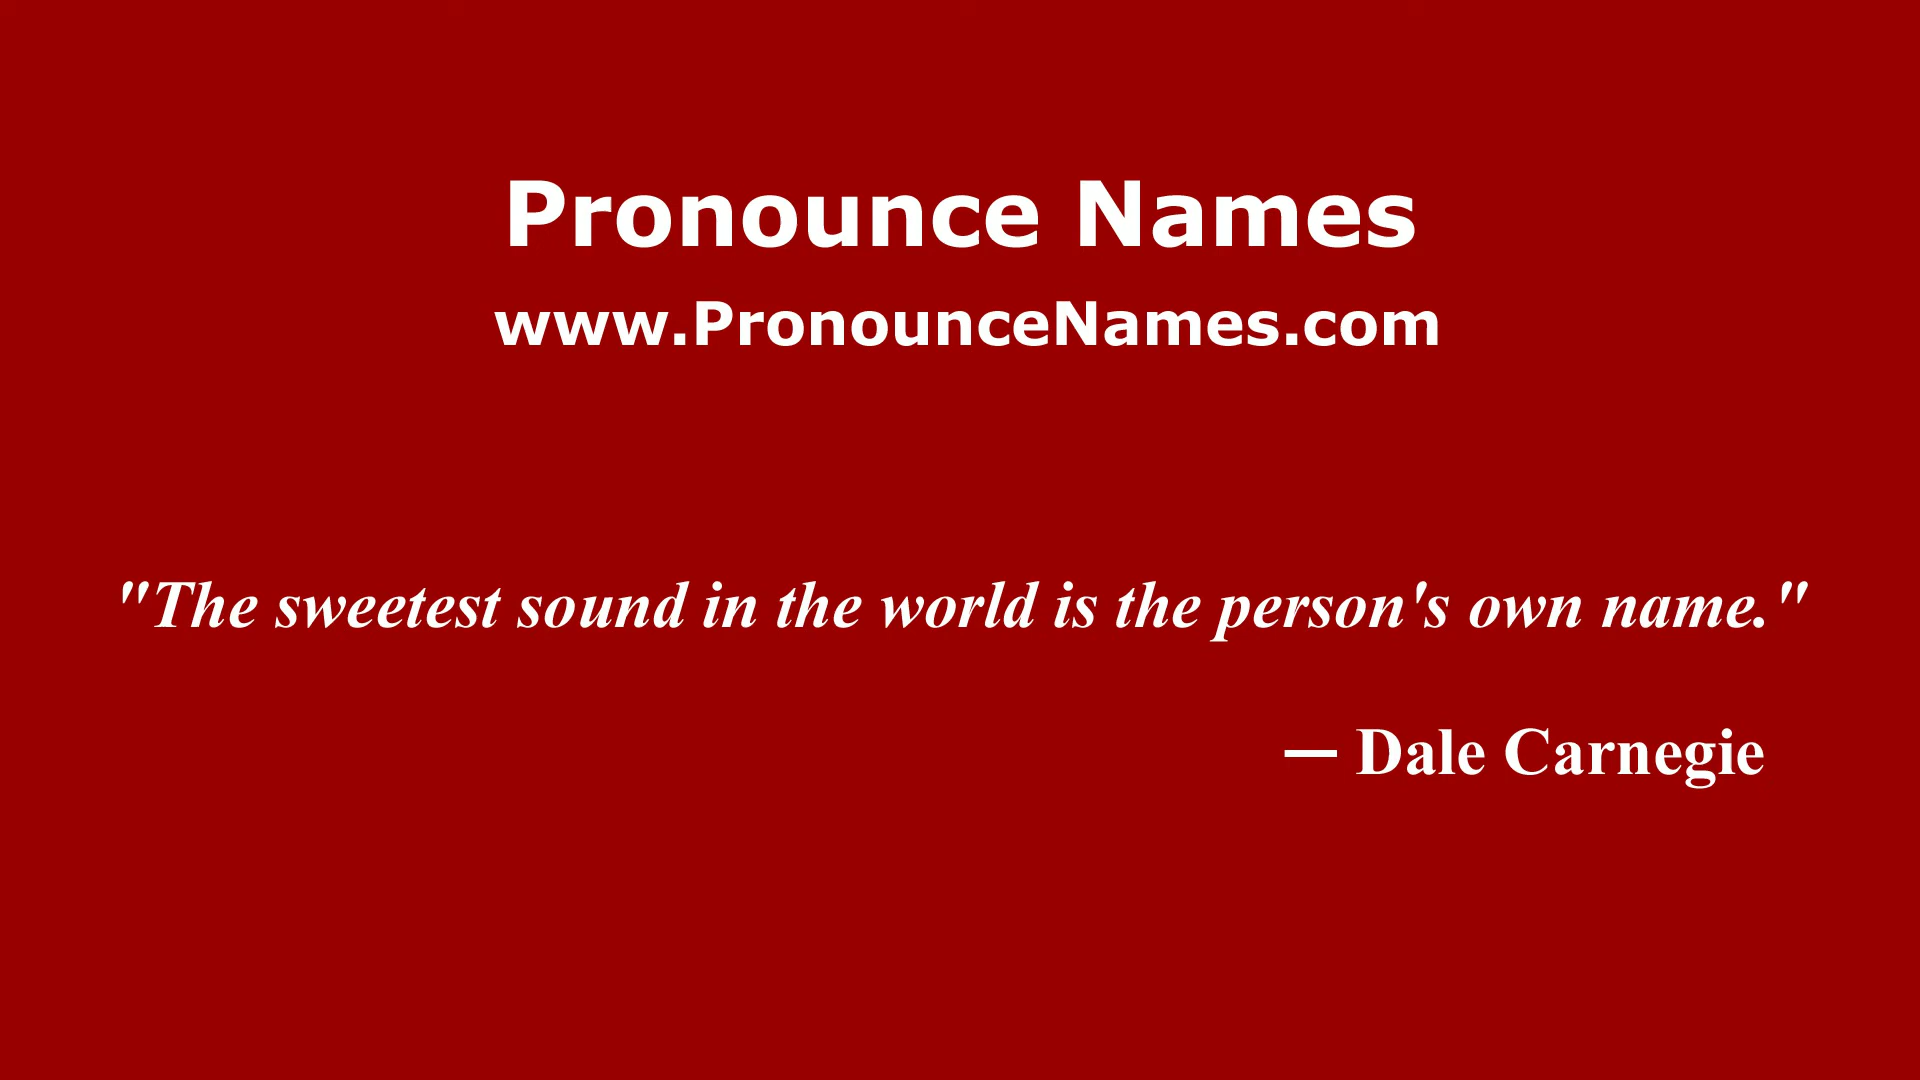 Pronounce Names
www.PronounceNames.com
"The sweetest sound in the world is the person's own name."
— Dale Carnegie